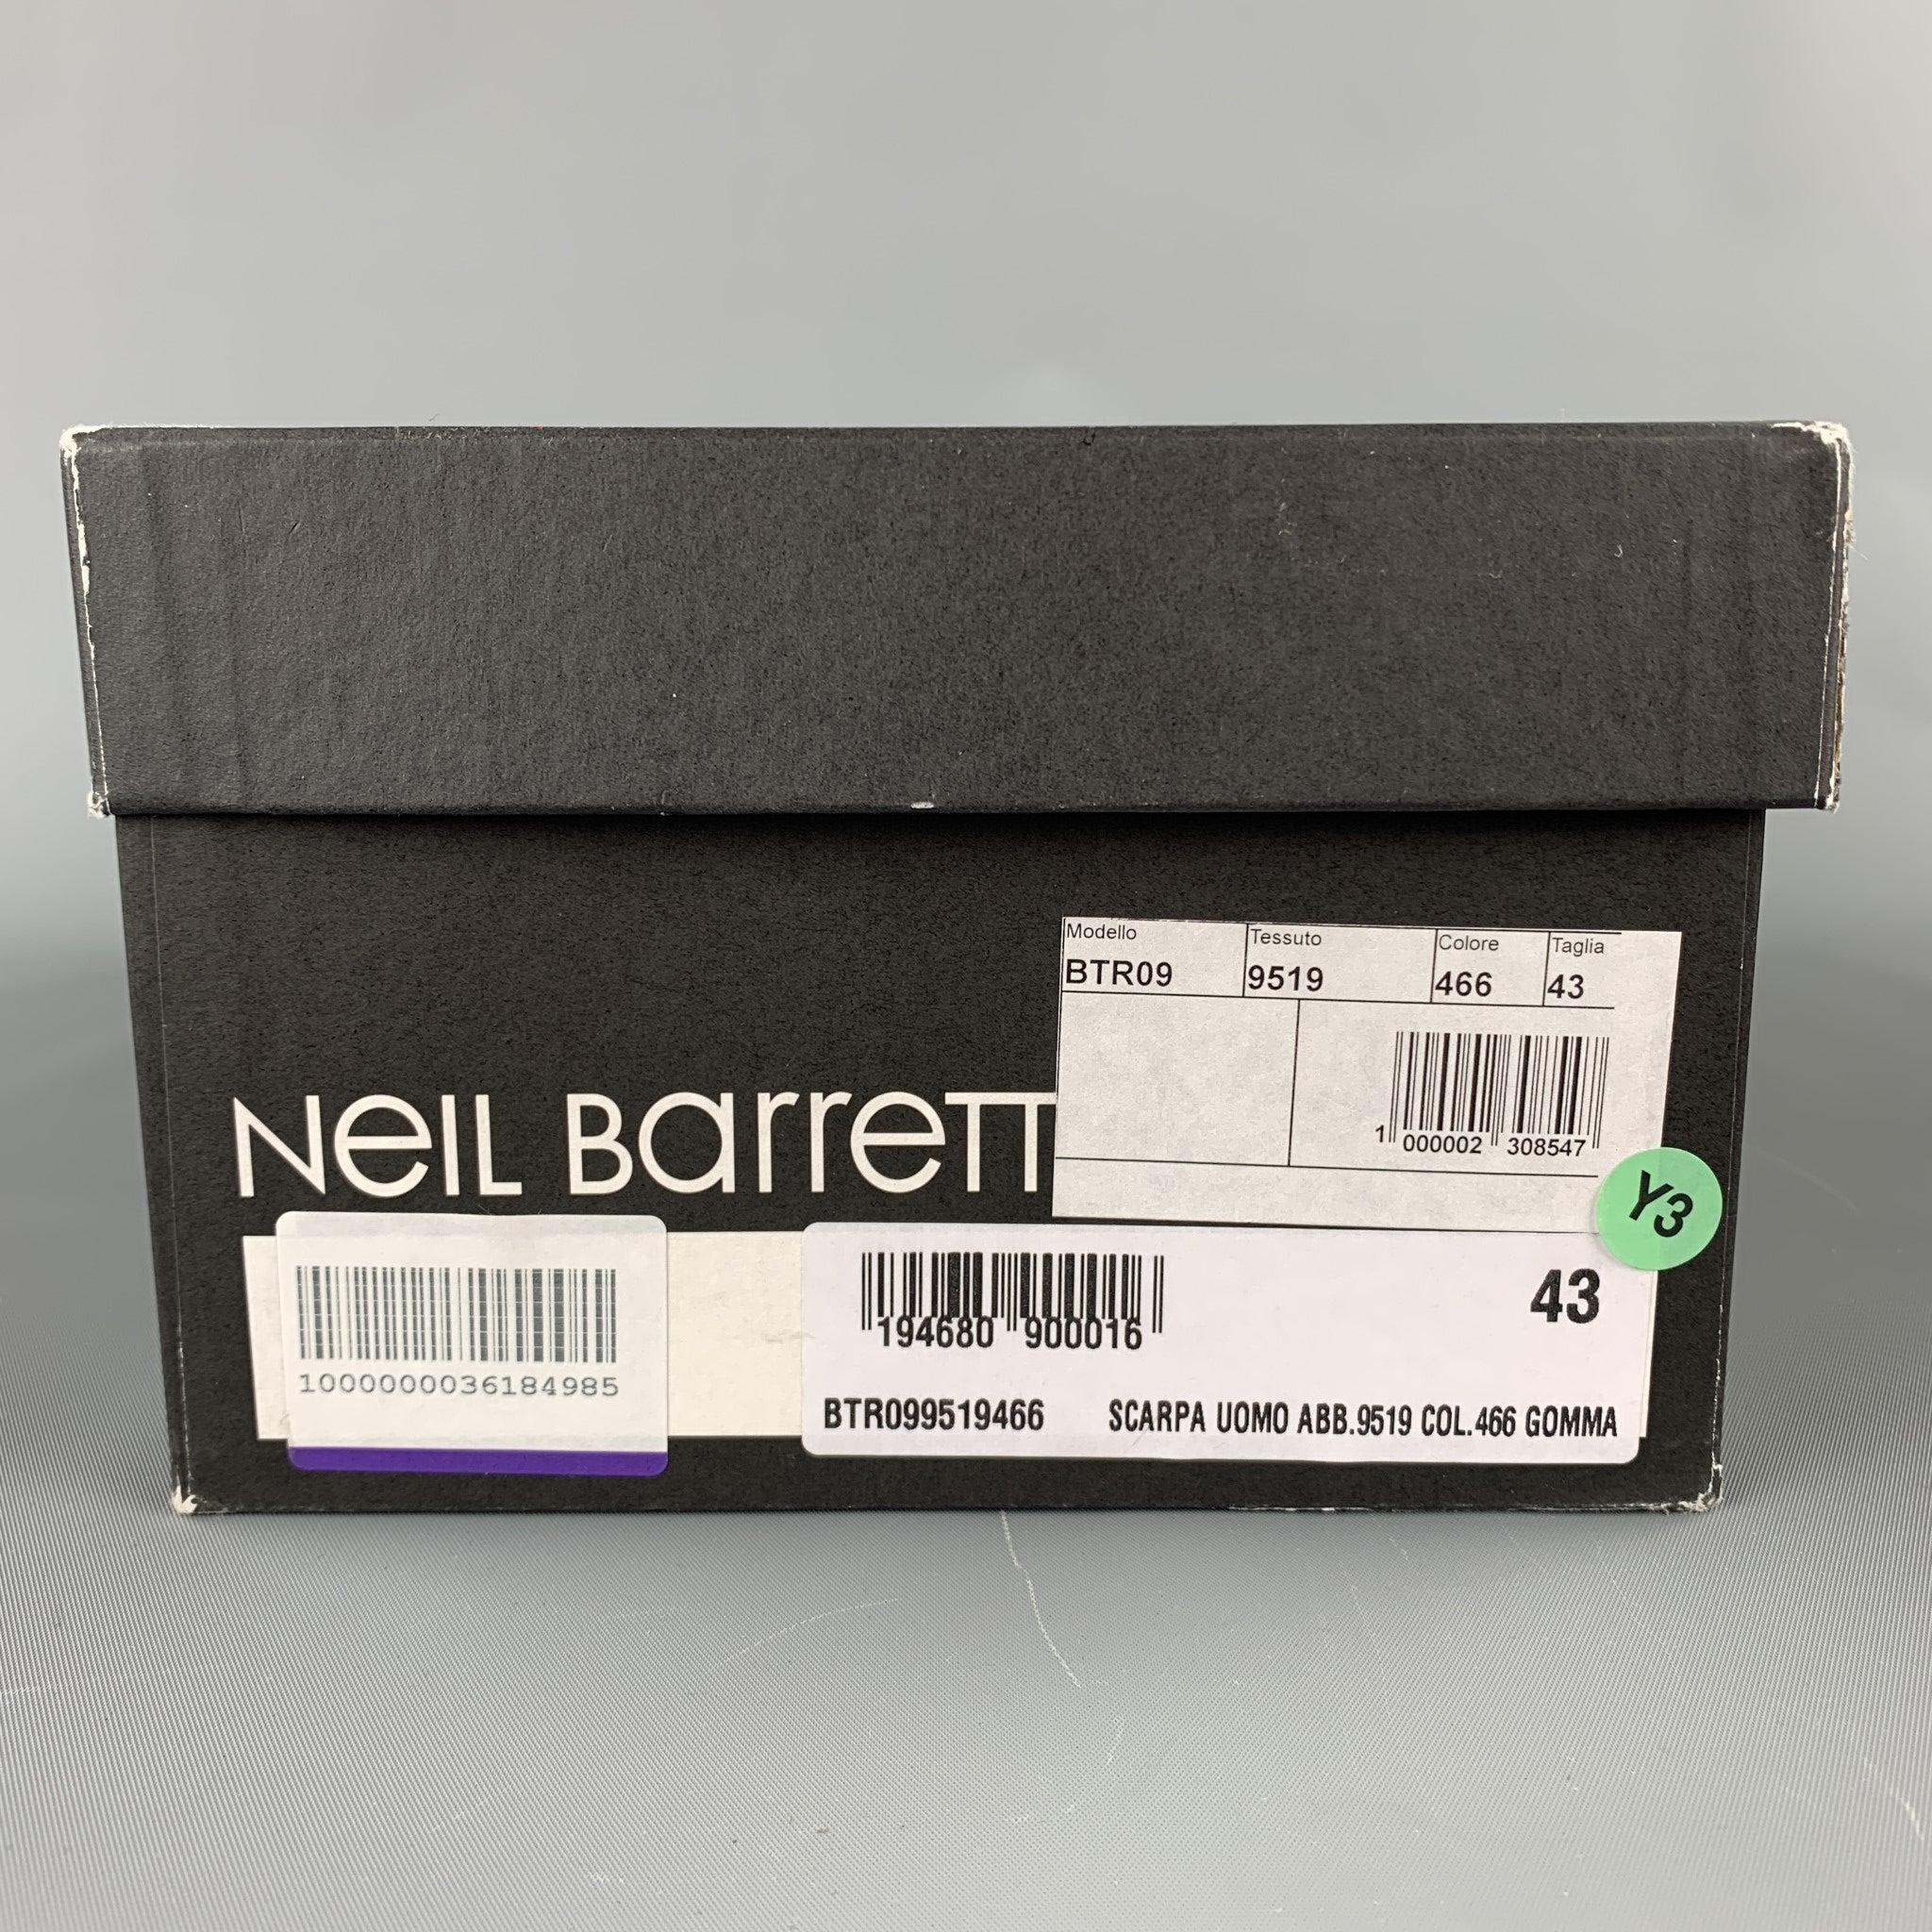 Modello Tessuto Colore Taglia
BTR09 9519 466 43
1 000002 308547
NEIL Barrett
Y3
1000000036184985
194680 900016
43
BTR099519466 SCARPA UOMO ABB.9519 COL.466 GOMMA